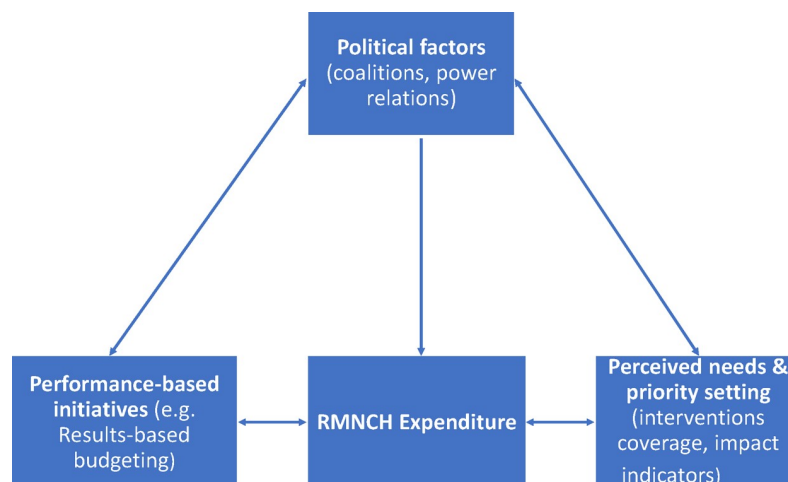 Political factors
(coalitions, power
relations)
Performance-based
initiatives (e.g.
Results-based
budgeting)
RMNCH Expenditure
Perceived needs &
priority setting
(interventions
coverage, impact
indicators)